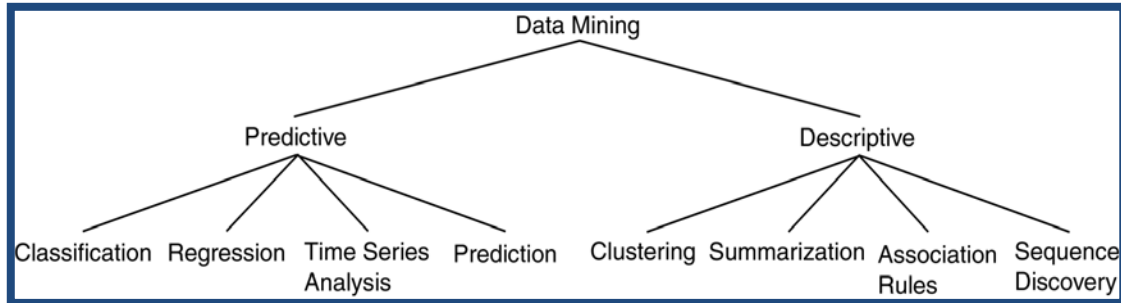 Data Mining
Predictive
Descriptive
Classification
Regression
Time Series
Analysis
Prediction
Clustering
Summarization
Association
Rules
Sequence
Discovery